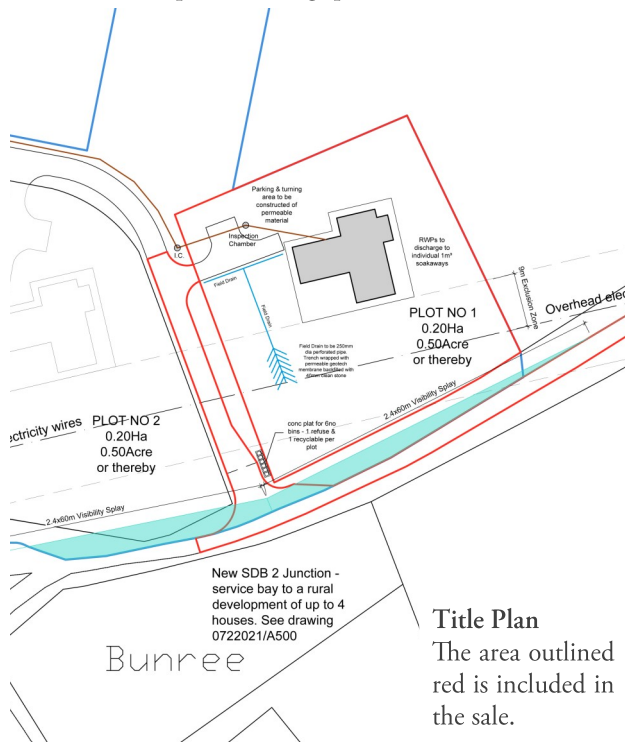 Parking & turning
area to be
constructed of
permeable
material
I.C.
Inspection
Chamber
RWPs to
discharge to
individual 1m³
soakaways
Field Drain
Field Drain
9m Exclusion Zone
PLOT NO 1
0.20Ha
0.50Acre
or thereby
Overhead elec
Field Drain to be 250mm
dia perforated pipe
Trench wrapped with
permeable geotech
membrane backfilled with
40mm clean stone
2.4x60m Visibility Splay
ectricity wires
PLOT NO 2
0.20Ha
0.50Acre
or thereby
conc plat for 6no
bins - 1 refuse &
1 recyclable per
plot
2.4x60m Visibility Splay
New SDB 2 Junction -
service bay to a rural
development of up to 4
houses. See drawing
0722021/A500
Bunree
Title Plan
The area outlined
red is included in
the sale.